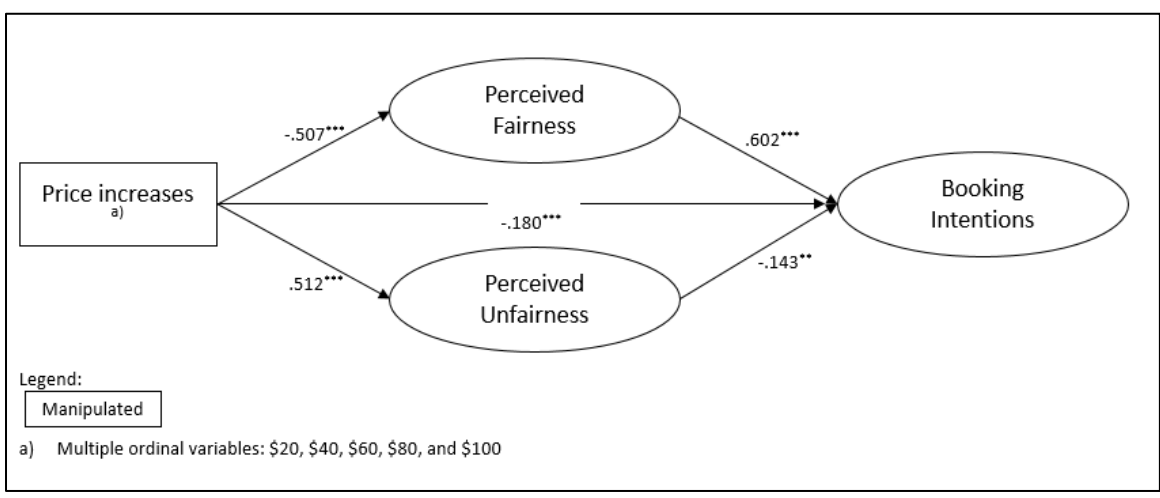 Perceived
Fairness
-.507***
.602***
Price increases
a)
Booking
Intentions
-.180***
.512***
-.143**
Perceived
Unfairness
Legend:
Manipulated
a) Multiple ordinal variables: $20, $40, $60, $80, and $100